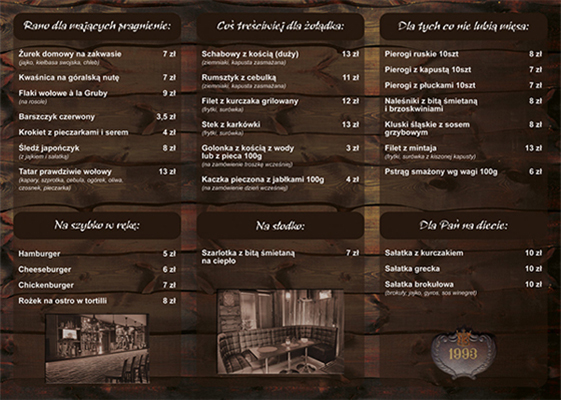 Rano dla mających pragnienie:
Żurek domowy na zakwasie 7 zł
(jajko, kiełbasa swojska, chleb)
Kwaśnica na góralską nutę 7 zł
Flaki wołowe à la Gruby 9 zł
(na rosole)
Barszczyk czerwony 3,5 zł
Krokiet z pieczarkami i serem 4 zł
Śledź japończyk 8 zł
(z jajkiem i sałatką)
Tatar prawdziwie wołowy 13 zł
(kapary, szprotka, cebula, ogórek, oliwa,
czosnek, pieczarka)
Coś treściwiej dla żołądka:
Schabowy z kością (duży) 13 zł
(ziemniaki, kapusta zasmażana)
Rumsztyk z cebulką 11 zł
(ziemniaki, kapusta zasmażana)
Filet z kurczaka grilowany 12 zł
(frytki, surówka)
Stek z karkówki 13 zł
(frytki, surówka)
Golonka z kością z wody 3 zł
lub z pieca 100g
(na zamówienie troszkę wcześniej)
Kaczka pieczona z jabłkami 100g 4 zł
(na zamówienie dzień wcześniej)
Dla tych co nie lubią mięsa:
Pierogi ruskie 10szt 8 zł
Pierogi z kapustą 10szt 7 zł
Pierogi z płuckami 10szt 7 zł
Naleśniki z bitą śmietaną 8 zł
i brzoskwiniami
Kluski śląskie z sosem 8 zł
grzybowym
Filet z mintaja 13 zł
(frytki, surówka z kiszonej kapusty)
Pstrąg smażony wg wagi 100g 6 zł
Na szybko w rękę:
Hamburger 5 zł
Cheeseburger 6 zł
Chickenburger 7 zł
Rożek na ostro w tortilli 8 zł
Na słodko:
Szarlotka z bitą śmietaną 7 zł
na ciepło
Dla Pań na diecie:
Sałatka z kurczakiem 10 zł
Sałatka grecka 10 zł
Sałatka brokułowa 10 zł
(brokuły, jajko, gyros, sos winegret)
1993